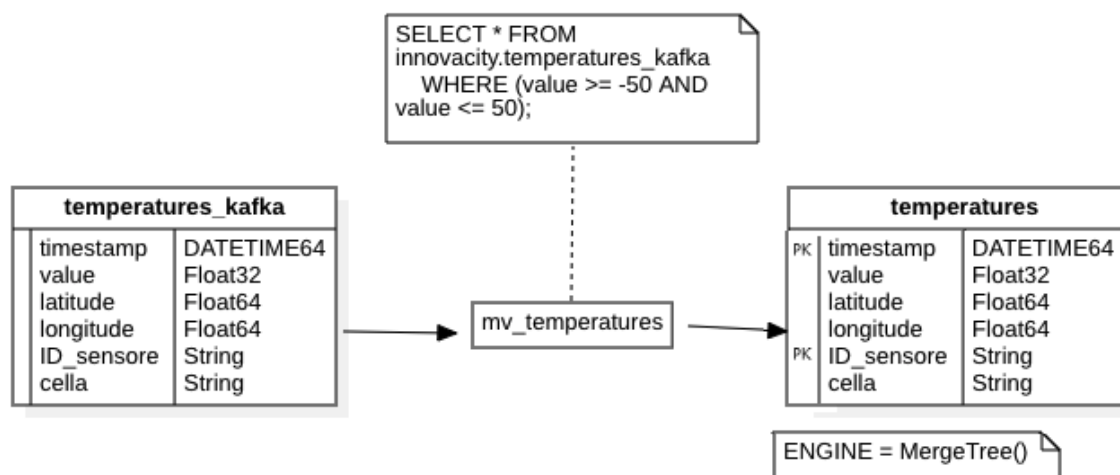 SELECT * FROM
innovacity.temperatures_kafka
WHERE (value >= -50 AND
value <= 50);
temperatures_kafka
timestamp DATETIME64
value Float32
latitude Float64
longitude Float64
ID_sensore String
cella String
mv_temperatures
temperatures
PK timestamp DATETIME64
value Float32
latitude Float64
longitude Float64
PK ID_sensore String
cella String
ENGINE = MergeTree()